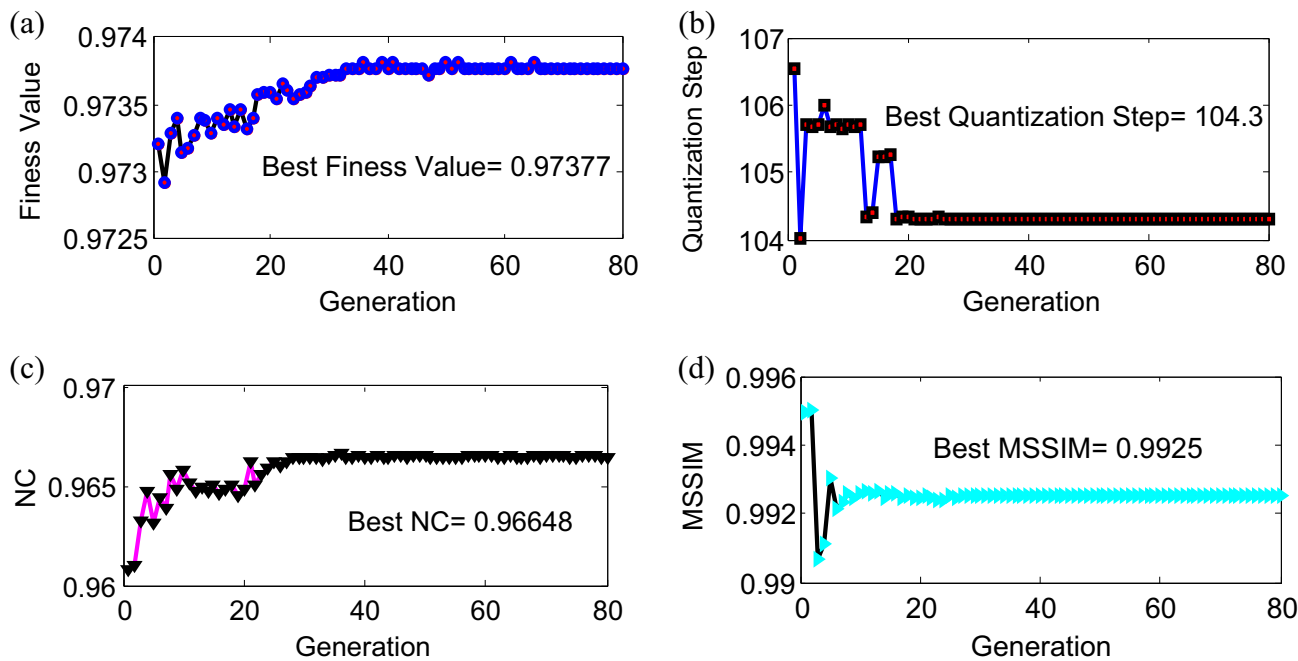 (a)
0.974
0.9735
0.973
0.9725
Finess Value
Best Finess Value= 0.97377
0 20 40 60 80
Generation
(b)
107
106
105
104
Quantization Step
Best Quantization Step= 104.3
0 20 40 60 80
Generation
(c)
0.97
0.965
0.96
NC
Best NC= 0.96648
0 20 40 60 80
Generation
(d)
0.996
0.994
0.992
0.99
MSSIM
Best MSSIM= 0.9925
0 20 40 60 80
Generation